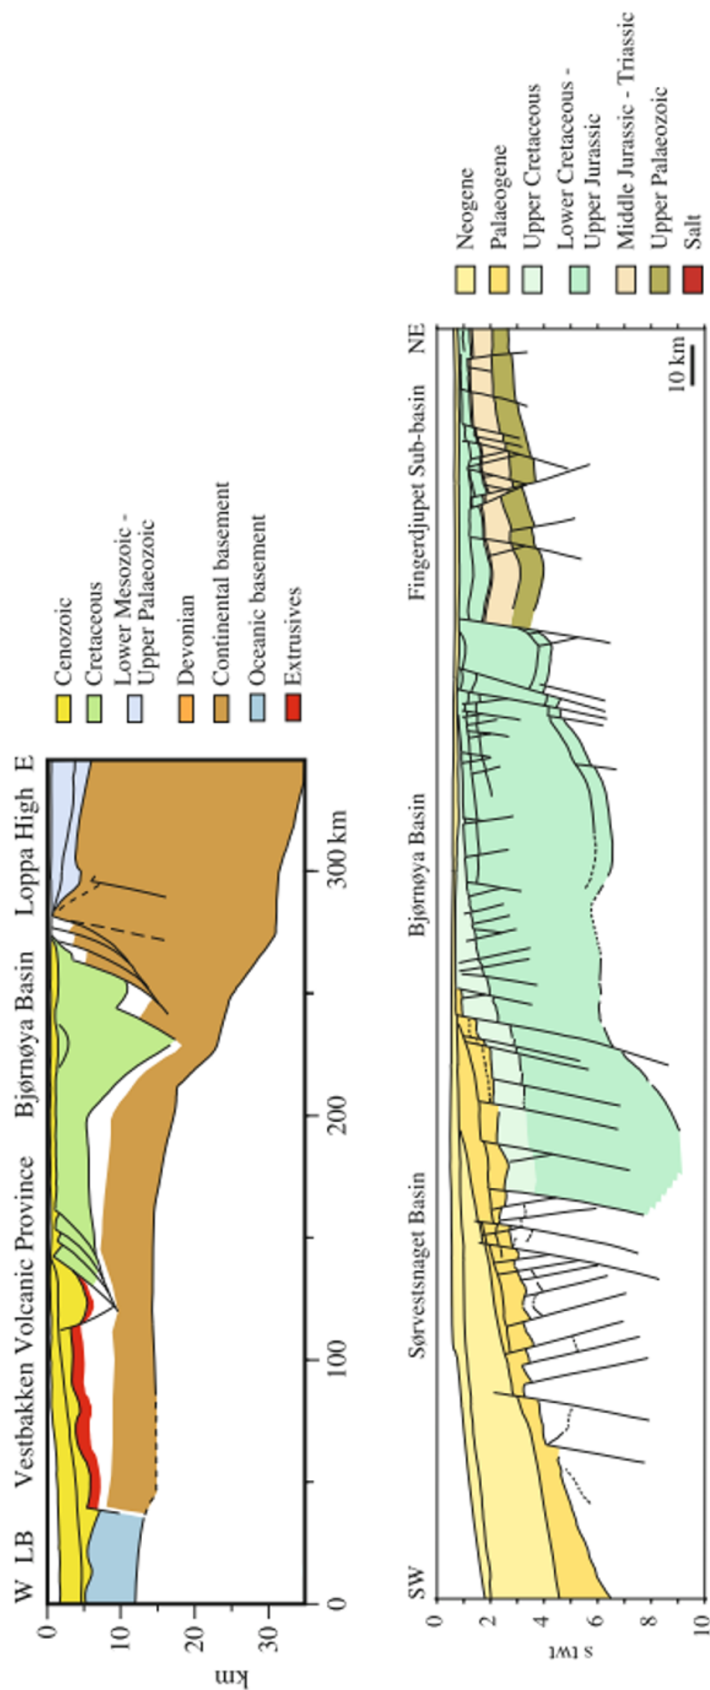 W LB Vestbakken Volcanic Province Bjørnøya Basin Loppa High E
0
10
20
30
km
0 100 200 300 km
Cenozoic
Cretaceous
Lower Mesozoic -
Upper Palaeozoic
Devonian
Continental basement
Oceanic basement
Extrusives
SW Sørvestsnaget Basin Bjørnøya Basin Fingerdjupet Sub-basin NE
0
2
4
6
8
10
s twt
10 km
Neogene
Palaeogene
Upper Cretaceous
Lower Cretaceous -
Upper Jurassic
Middle Jurassic - Triassic
Upper Palaeozoic
Salt